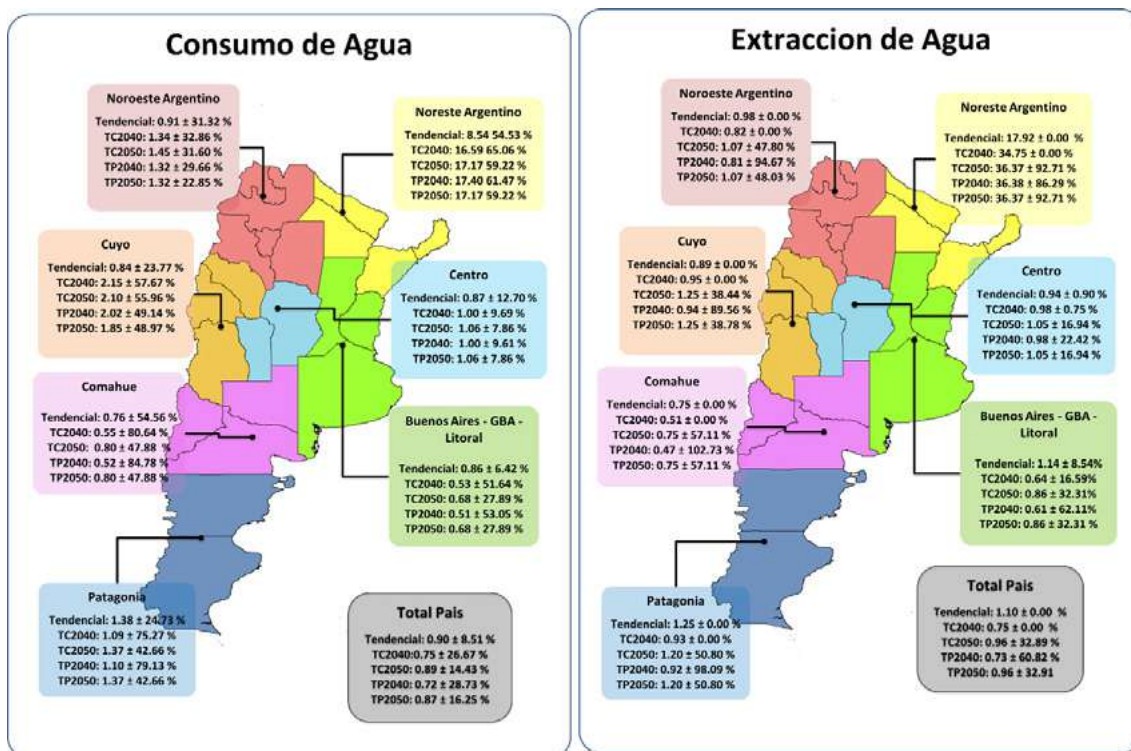 Consumo de Agua
Noroeste Argentino
Tendencial: 0.91 ± 31.32 %
TC2040: 1.34 ± 32.86 %
TC2050: 1.45 ± 31.60 %
TP2040: 1.32 ± 29.66 %
TP2050: 1.32 ± 22.85 %
Noreste Argentino
Tendencial: 8.54 54.53 %
TC2040: 16.59 65.06 %
TC2050: 17.17 59.22 %
TP2040: 17.40 61.47 %
TP2050: 17.17 59.22 %
Cuyo
Tendencial: 0.84 ± 23.77 %
TC2040: 2.15 ± 57.67 %
TC2050: 2.10 ± 55.96 %
TP2040: 2.02 ± 49.14 %
TP2050: 1.85 ± 48.97 %
Centro
Tendencial: 0.87 ± 12.70 %
TC2040: 1.00 ± 9.69 %
TC2050: 1.06 ± 7.86 %
TP2040: 1.00 ± 9.61 %
TP2050: 1.06 ± 7.86 %
Comahue
Tendencial: 0.76 ± 54.56 %
TC2040: 0.55 ± 80.64 %
TC2050: 0.80 ± 47.88 %
TP2040: 0.52 ± 84.78 %
TP2050: 0.80 ± 47.88 %
Buenos Aires - GBA -
Litoral
Tendencial: 0.86 ± 6.42 %
TC2040: 0.53 ± 51.64 %
TC2050: 0.68 ± 27.89 %
TP2040: 0.51 ± 53.05 %
TP2050: 0.68 ± 27.89 %
Patagonia
Tendencial: 1.38 ± 24.73 %
TC2040: 1.09 ± 75.27 %
TC2050: 1.37 ± 42.66 %
TP2040: 1.10 ± 79.13 %
TP2050: 1.37 ± 42.66 %
Total Pais
Tendencial: 0.90 ± 8.51 %
TC2040:0.75 ± 26.67 %
TC2050: 0.89 ± 14.43 %
TP2040: 0.72 ± 28.73 %
TP2050: 0.87 ± 16.25 %
Extraccion de Agua
Noroeste Argentino
Tendencial: 0.98 ± 0.00 %
TC2040: 0.82 ± 0.00 %
TC2050: 1.07 ± 47.80 %
TP2040: 0.81 ± 94.67 %
TP2050: 1.07 ± 48.03 %
Noreste Argentino
Tendencial: 17.92 ± 0.00 %
TC2040: 34.75 ± 0.00 %
TC2050: 36.37 ± 92.71 %
TP2040: 36.38 ± 86.29 %
TP2050: 36.37 ± 92.71 %
Cuyo
Tendencial: 0.89 ± 0.00 %
TC2040: 0.95 ± 0.00 %
TC2050: 1.25 ± 38.44 %
TP2040: 0.94 ± 89.56 %
TP2050: 1.25 ± 38.78 %
Centro
Tendencial: 0.94 ± 0.90 %
TC2040: 0.98 ± 0.75 %
TC2050: 1.05 ± 16.94 %
TP2040: 0.98 ± 22.42 %
TP2050: 1.05 ± 16.94 %
Comahue
Tendencial: 0.75 ± 0.00 %
TC2040: 0.51 ± 0.00 %
TC2050: 0.75 ± 57.11 %
TP2040: 0.47 ± 102.73 %
TP2050: 0.75 ± 57.11 %
Buenos Aires - GBA -
Litoral
Tendencial: 1.14 ± 8.54%
TC2040: 0.64 ± 16.59%
TC2050: 0.86 ± 32.31%
TP2040: 0.61 ± 62.11%
TP2050: 0.86 ± 32.31%
Patagonia
Tendencial: 1.25 ± 0.00 %
TC2040: 0.93 ± 0.00 %
TC2050: 1.20 ± 50.80 %
TP2040: 0.92 ± 98.09 %
TP2050: 1.20 ± 50.80 %
Total Pais
Tendencial: 1.10 ± 0.00 %
TC2040: 0.75 ± 0.00 %
TC2050: 0.96 ± 32.89 %
TP2040: 0.73 ± 60.82 %
TP2050: 0.96 ± 32.91